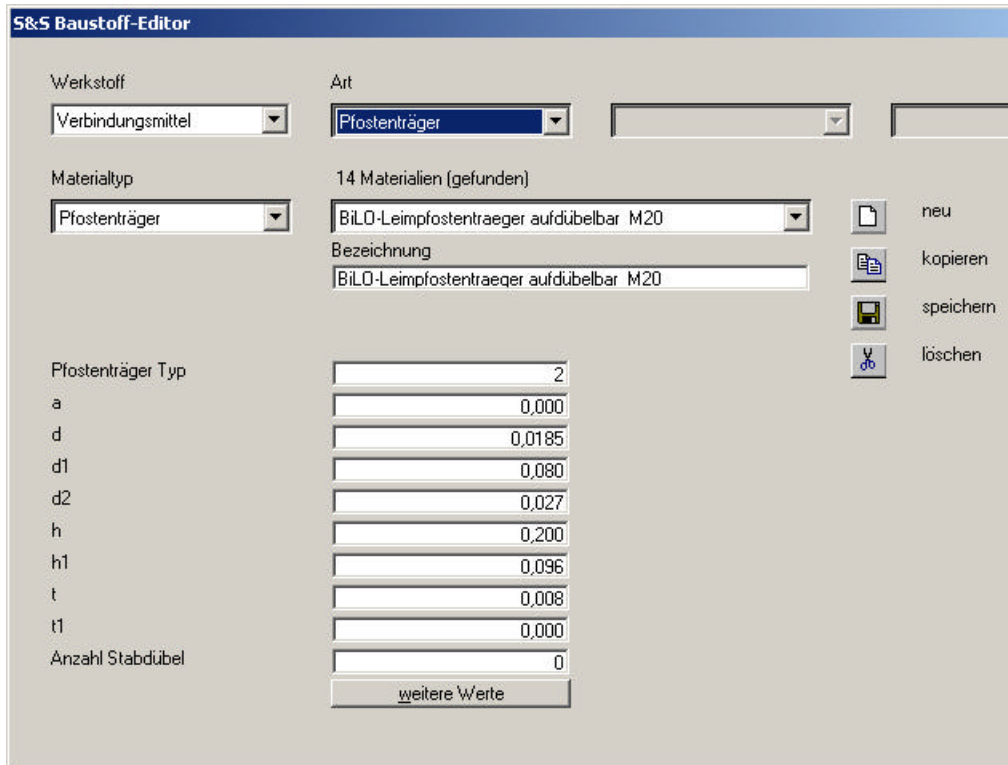 S&S Baustoff-Editor
Werkstoff Art
Verbindungsmittel Pfostenträger
Materialtyp 14 Materialien (gefunden)
Pfostenträger BiLO-Leimpfostentraeger aufdübelbar M20 neu
Bezeichnung
BiLO-Leimpfostentraeger aufdübelbar M20 kopieren
speichern
löschen
Pfostenträger Typ 2
a 0,000
d 0,0185
d1 0,080
d2 0,027
h 0,200
h1 0,096
t 0,008
t1 0,000
Anzahl Stabdübel 0
weitere Werte